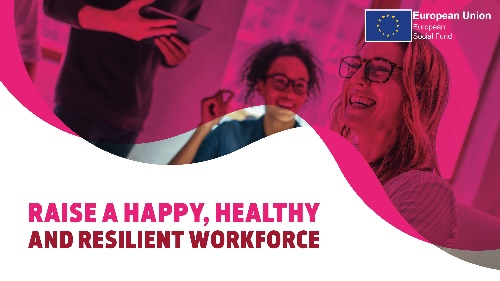 European Union
European
Social Fund
RAISE A HAPPY, HEALTHY
AND RESILIENT WORKFORCE